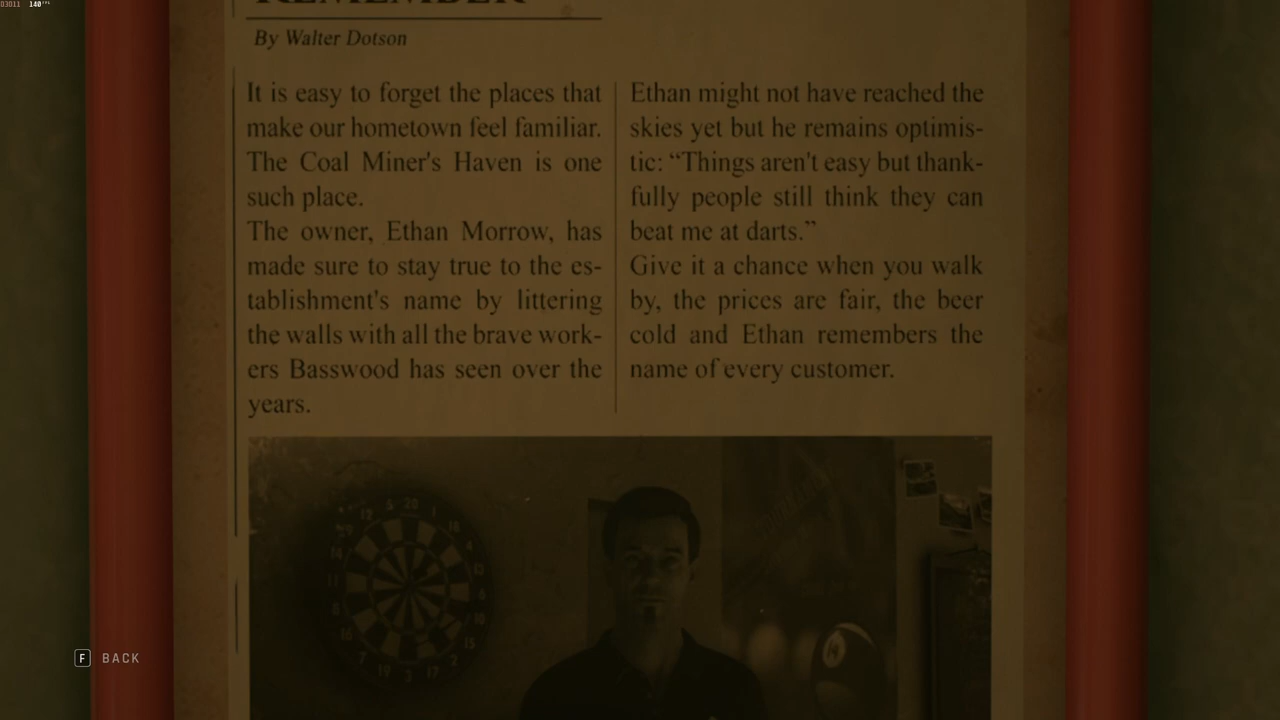 D3D11 140 FPS
By Walter Dotson
It is easy to forget the places that
make our hometown feel familiar.
The Coal Miner's Haven is one
such place.
The owner, Ethan Morrow, has
made sure to stay true to the es-
tablishment's name by littering
the walls with all the brave work-
ers Basswood has seen over the
years.
Ethan might not have reached the
skies yet but he remains optimis-
tic: “Things aren't easy but thank-
fully people still think they can
beat me at darts.”
Give it a chance when you walk
by, the prices are fair, the beer
cold and Ethan remembers the
name of every customer.
F BACK